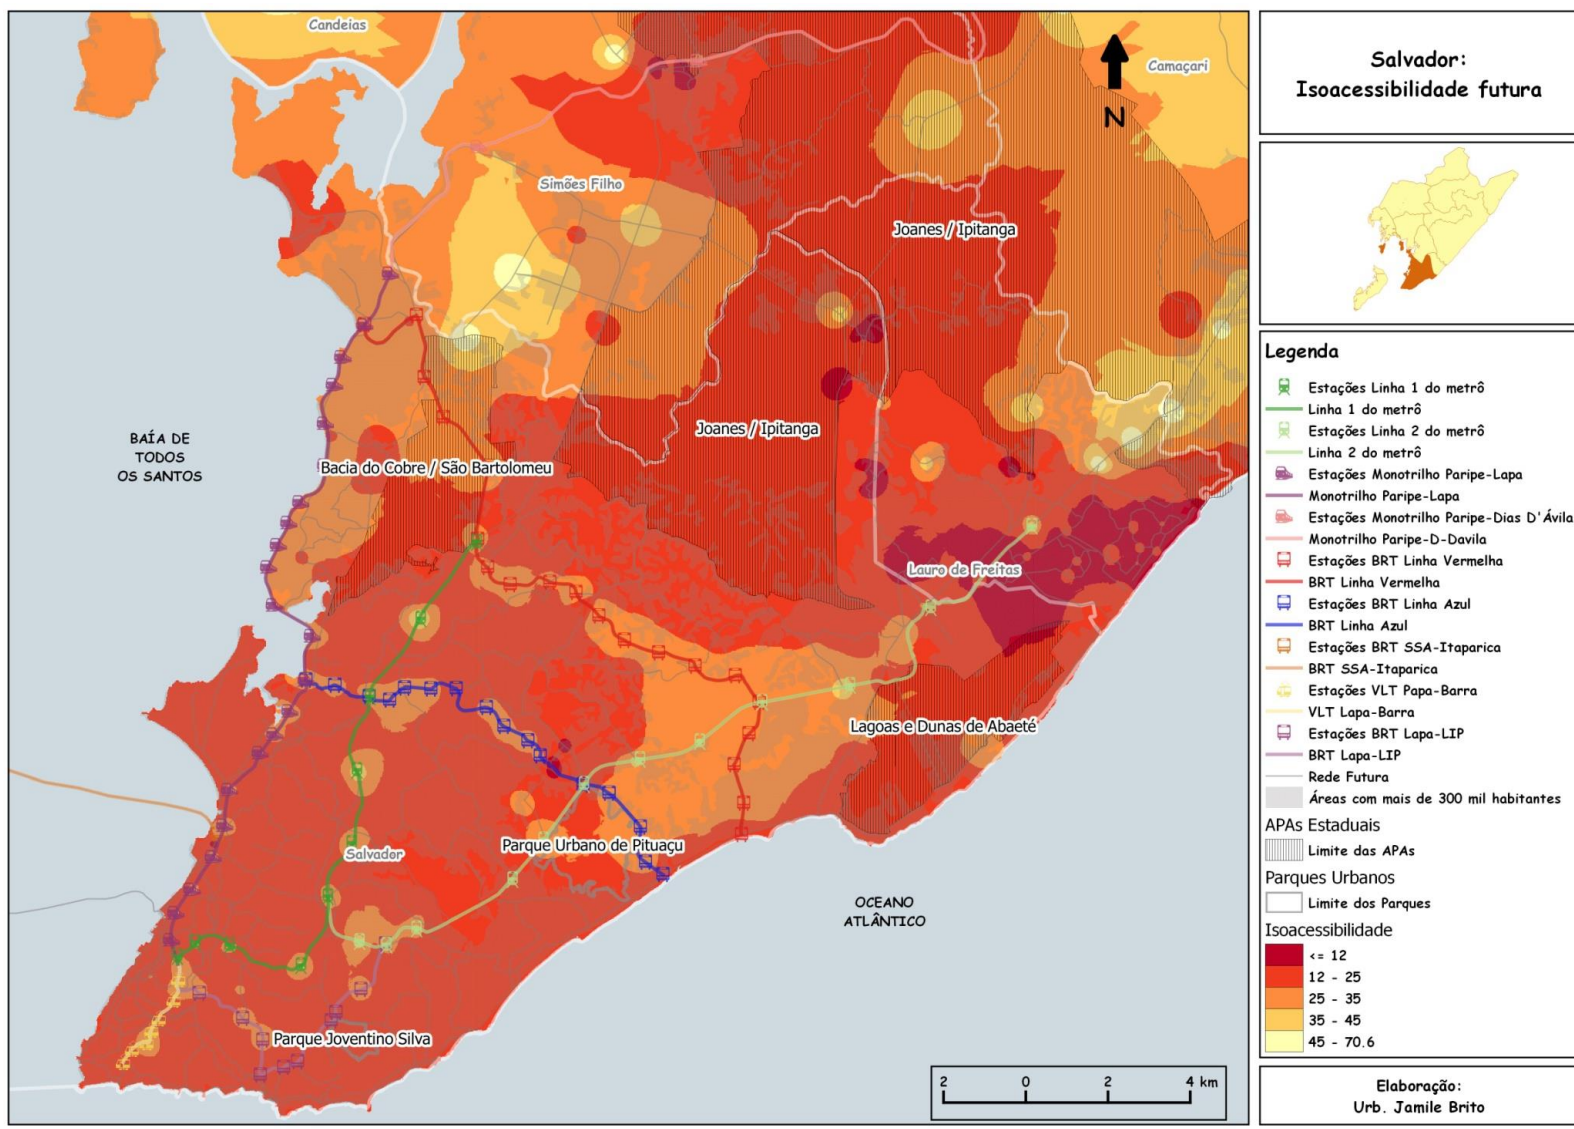 Candeias
Camaçari
N
Simões Filho
Joanes / Ipitanga
Joanes / Ipitanga
BAÍA DE
TODOS
OS SANTOS
Bacia do Cobre / São Bartolomeu
Lauro de Freitas
Lagoas e Dunas de Abaeté
Parque Urbano de Pituaçu
Salvador
OCEANO
ATLÂNTICO
Parque Joventino Silva
2 0 2 4 km
Salvador:
Isoacessibilidade futura
Legenda
Estações Linha 1 do metrô
Linha 1 do metrô
Estações Linha 2 do metrô
Linha 2 do metrô
Estações Monotrilho Paripe-Lapa
Monotrilho Paripe-Lapa
Estações Monotrilho Paripe-Dias D'Ávila
Monotrilho Paripe-D-Davila
Estações BRT Linha Vermelha
BRT Linha Vermelha
Estações BRT Linha Azul
BRT Linha Azul
Estações BRT SSA-Itaparica
BRT SSA-Itaparica
Estações VLT Papa-Barra
VLT Lapa-Barra
Estações BRT Lapa-LIP
BRT Lapa-LIP
Rede Futura
Áreas com mais de 300 mil habitantes
APAs Estaduais
Limite das APAs
Parques Urbanos
Limite dos Parques
Isoacessibilidade
<= 12
12 - 25
25 - 35
35 - 45
45 - 70.6
Elaboração:
Urb. Jamile Brito